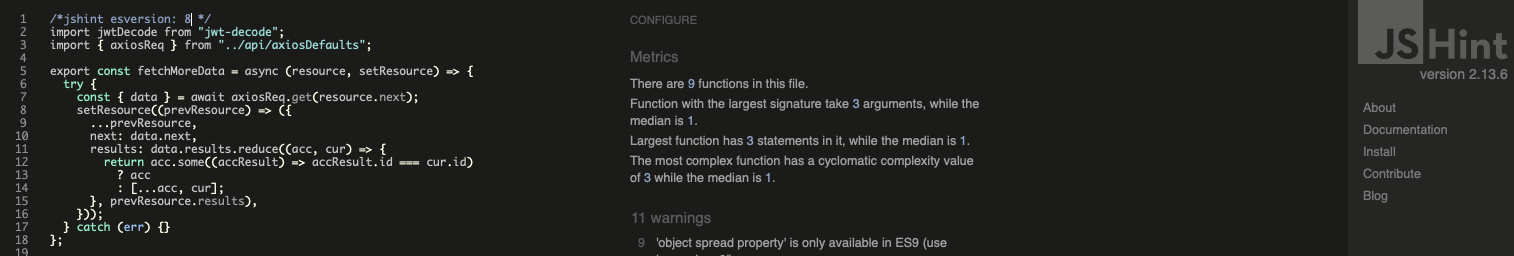 1 /*jshint esversion: 8 */
2 import jwtDecode from "jwt-decode";
3 import { axiosReq } from "../api/axiosDefaults";
4
5 export const fetchMoreData = async (resource, setResource) => {
6 try {
7 const { data } = await axiosReq.get(resource.next);
8 setResource((prevResource) => ({
9 ...prevResource,
10 next: data.next,
11 results: data.results.reduce((acc, cur) => {
12 return acc.some((accResult) => accResult.id === cur.id)
13 ? acc
14 : [...acc, cur];
15 }, prevResource.results),
16 }));
17 } catch (err) {}
18 };
19
CONFIGURE
Metrics
There are 9 functions in this file.
Function with the largest signature take 3 arguments, while the
median is 1.
Largest function has 3 statements in it, while the median is 1.
The most complex function has a cyclomatic complexity value
of 3 while the median is 1.
11 warnings
9 'object spread property' is only available in ES9 (use
JSHint
version 2.13.6
About
Documentation
Install
Contribute
Blog